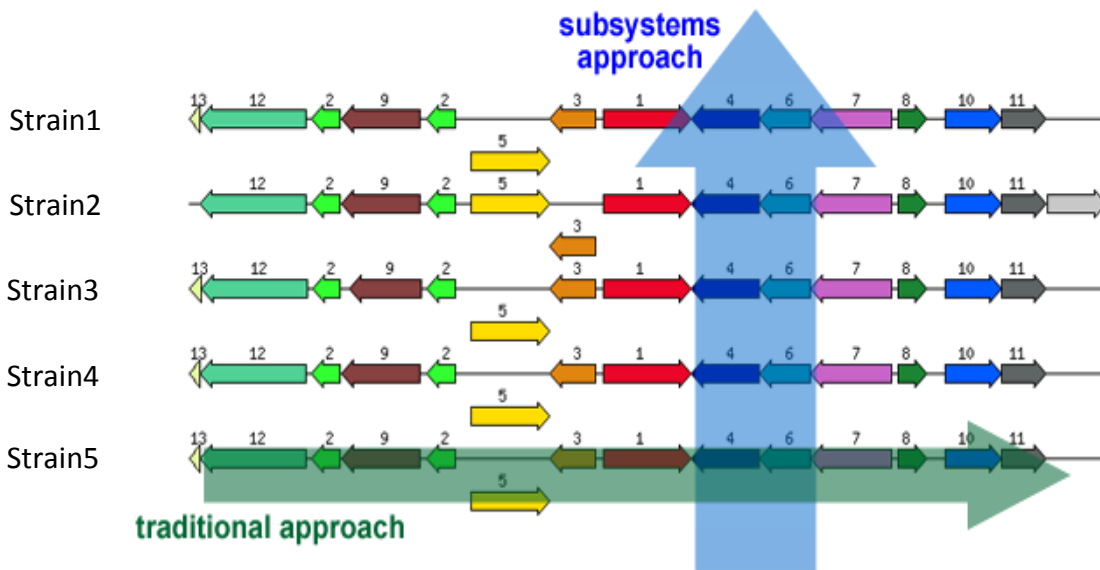 subsystems
approach
Strain1
13 12 2 9 2 3 1 4 6 7 8 10 11
5
Strain2
12 2 9 2 5 1 4 6 7 8 10 11
3
Strain3
13 12 2 9 2 3 1 4 6 7 8 10 11
5
Strain4
13 12 2 9 2 3 1 4 6 7 8 10 11
5
Strain5
13 12 2 9 2 3 1 4 6 7 8 10 11
5
traditional approach